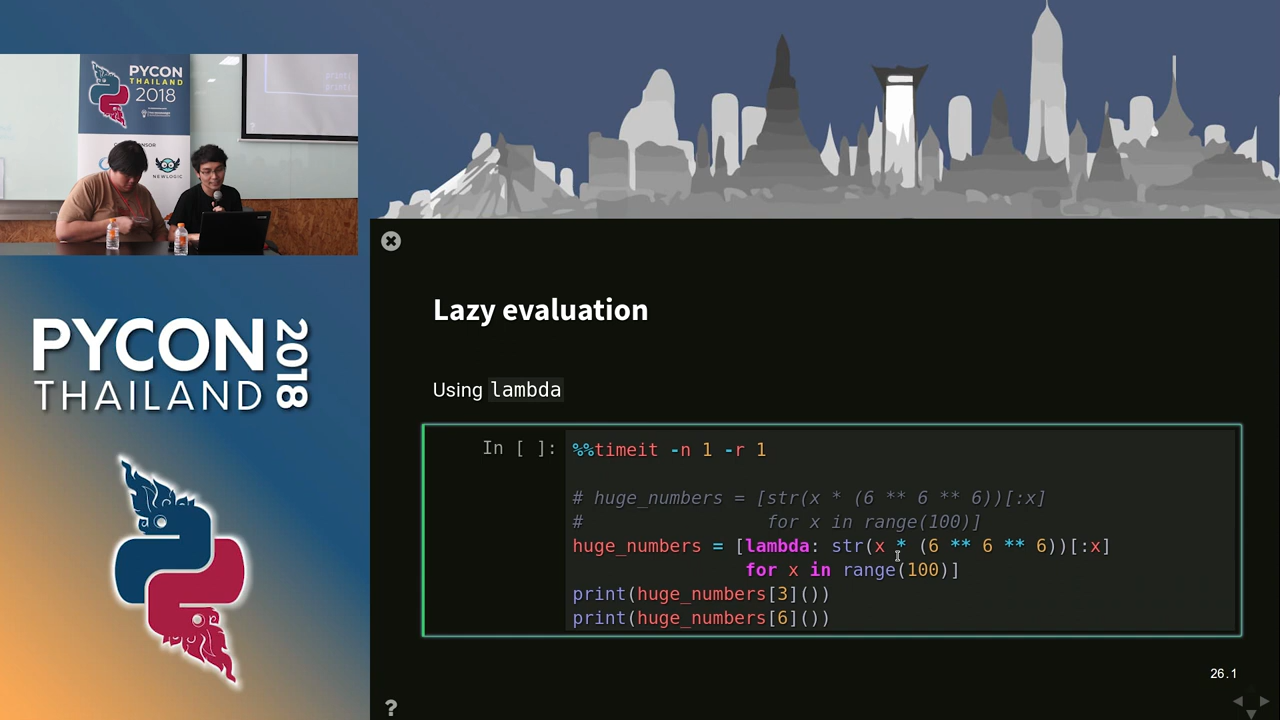 PYCON
THAILAND
2018
NEWLOGIC
PYCON 2018
THAILAND
Lazy evaluation
Using lambda
In [ ]:
%%timeit -n 1 -r 1
# huge_numbers = [str(x * (6 ** 6 ** 6))[:x]
# for x in range(100)]
huge_numbers = [lambda: str(x * (6 ** 6 ** 6))[:x]
for x in range(100)]
print(huge_numbers[3]())
print(huge_numbers[6]())
26.1
?